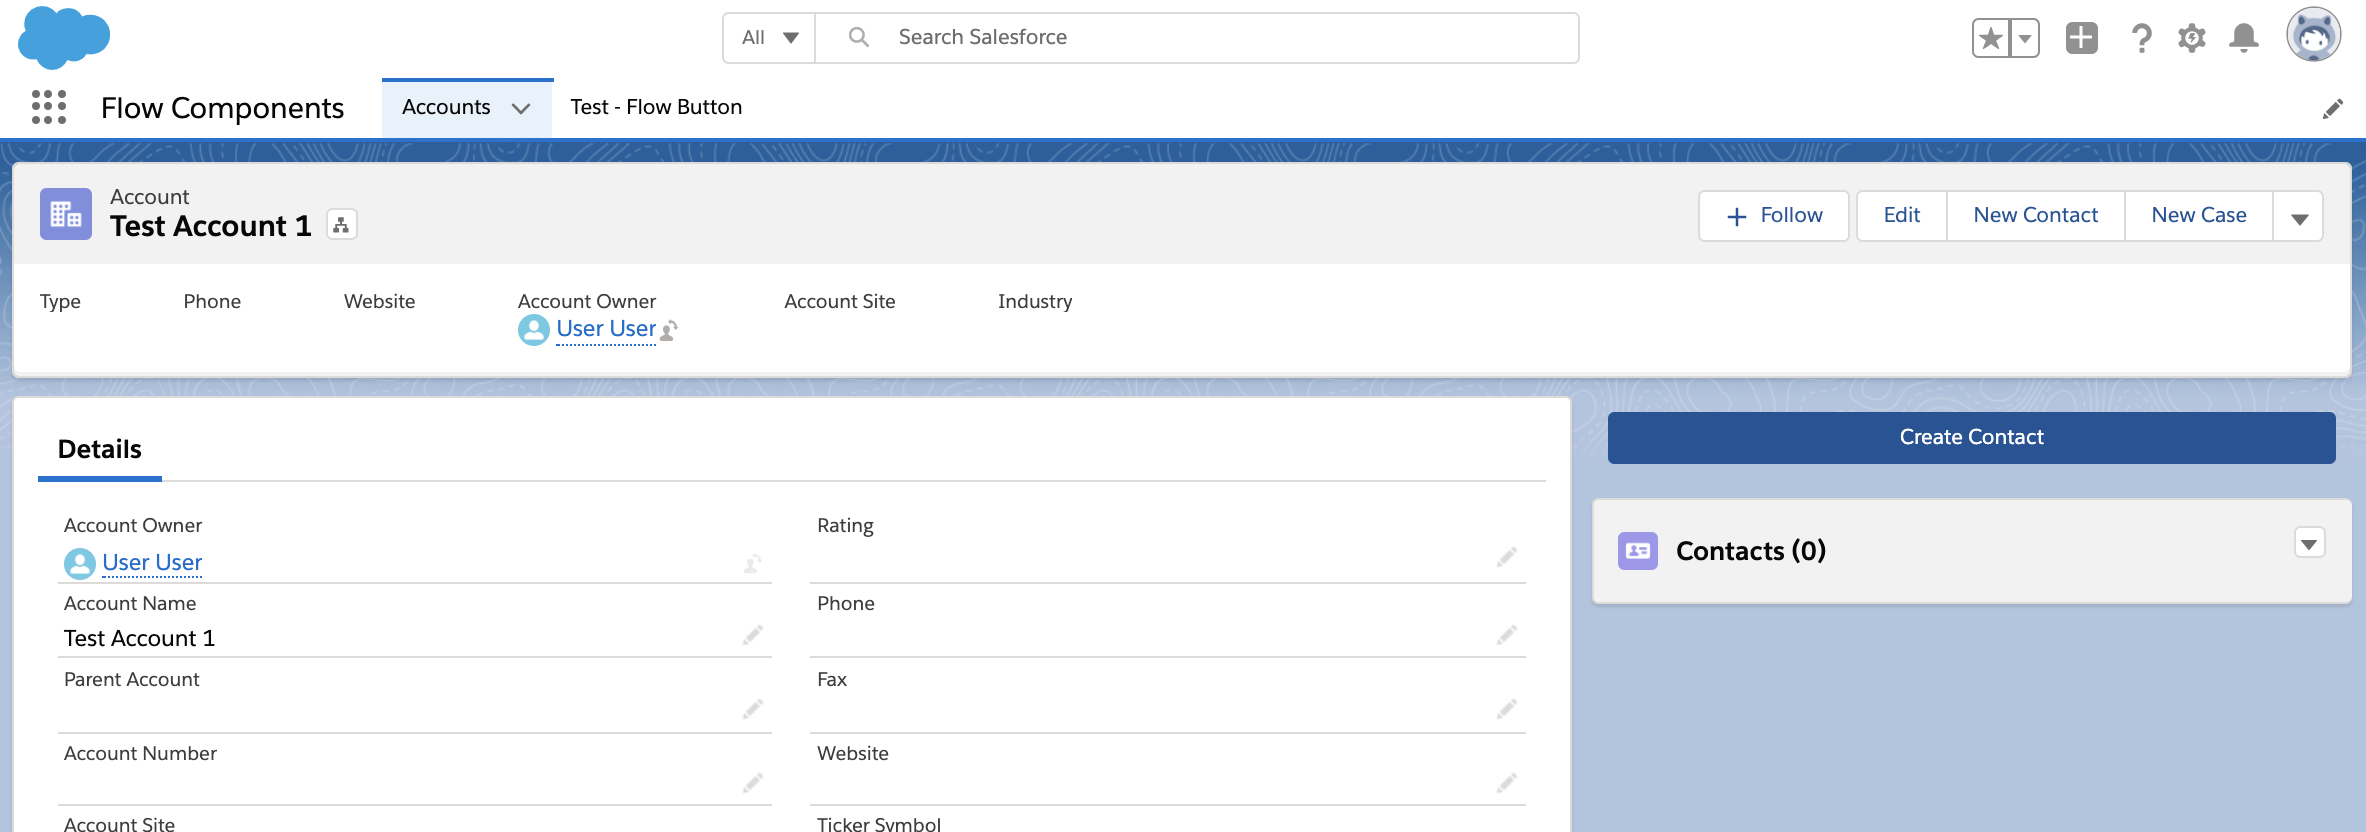 All
Search Salesforce
Flow Components
Accounts
Test - Flow Button
Account
Test Account 1
Follow
Edit
New Contact
New Case
Type
Phone
Website
Account Owner
Account Site
Industry
User User
Details
Create Contact
Contacts (0)
Account Owner
Rating
User User
Account Name
Phone
Test Account 1
Parent Account
Fax
Account Number
Website
Account Site
Ticker Symbol